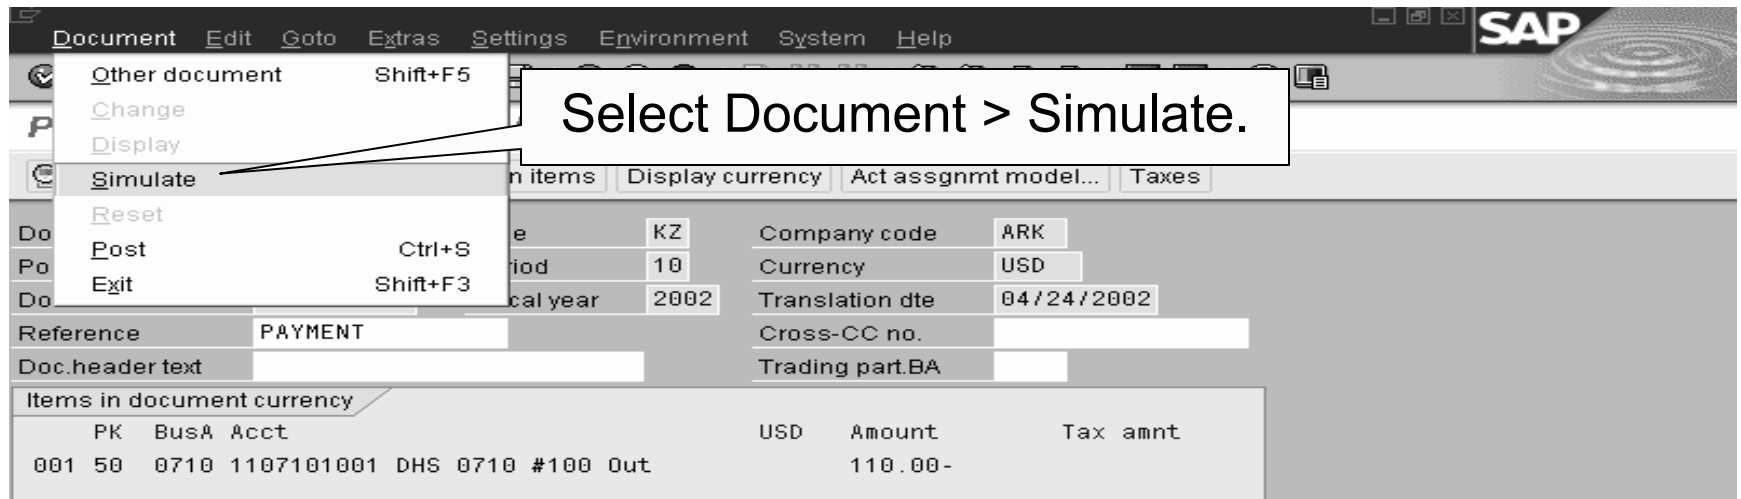 SAP
Document Edit Goto Extras Settings Environment System Help
Other document Shift+F5
Change
Select Document > Simulate.
Display
Simulate
n items Display currency Act assgnmt model... Taxes
Reset
Do e KZ Company code ARK
Post Ctrl+S
Po riod 10 Currency USD
Exit Shift+F3
Do cal year 2002 Translation dte 04/24/2002
Reference PAYMENT Cross-CC no.
Doc.header text Trading part.BA
Items in document currency
PK BusA Acct USD Amount Tax amnt
001 50 0710 1107101001 DHS 0710 #100 Out 110.00-